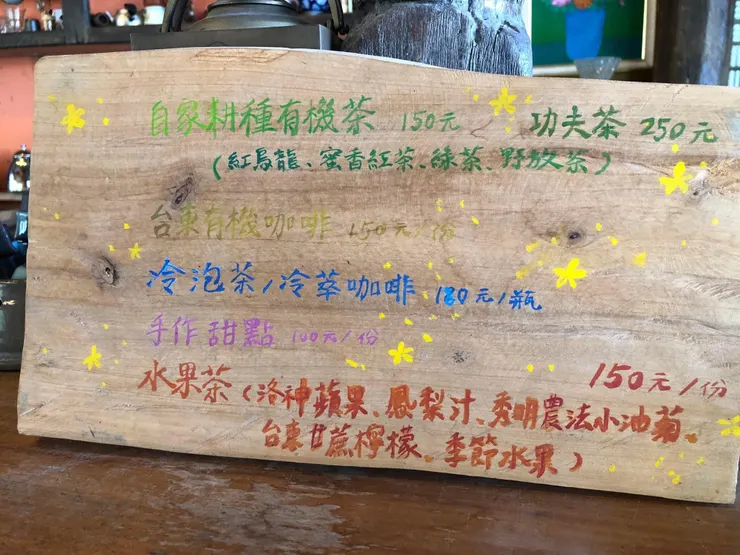 自家耕種有機茶 150元 功夫茶 250元
(紅烏龍、蜜香紅茶、綠茶、野放茶)
台東有機咖啡 150元/份
冷泡茶/冷萃咖啡 180元/瓶
手作甜點 100元/份
水果茶 150元/份
(洛神蘋果、鳳梨汁、秀明農法小油菊、
台東甘蔗檸檬、季節水果)